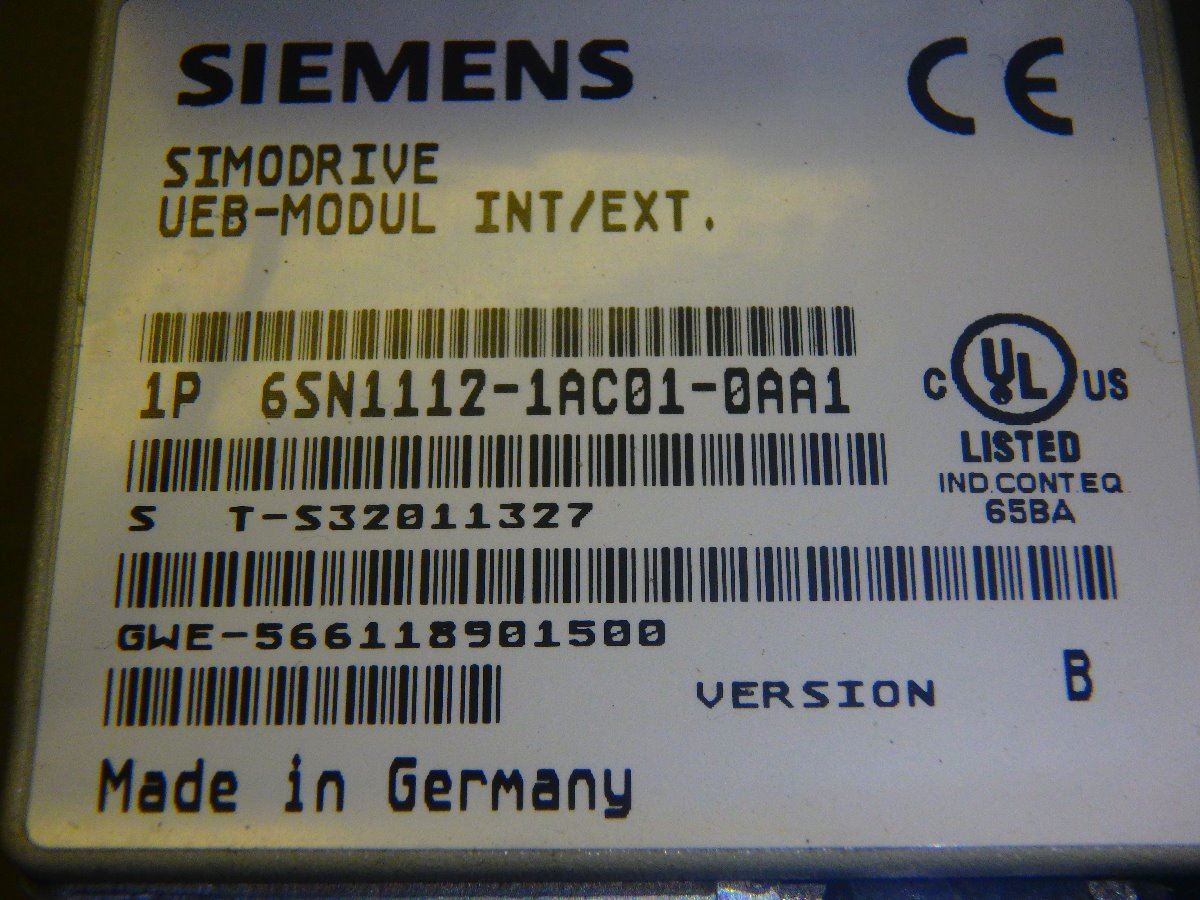 SIEMENS
CE
SIMODRIVE
UEB-MODUL INT/EXT.
1P 6SN1112-1AC01-0AA1
C UL US
LISTED
IND.CONT.EQ
65BA
S T-S32011327
GWE-566118901500
VERSION B
Made in Germany